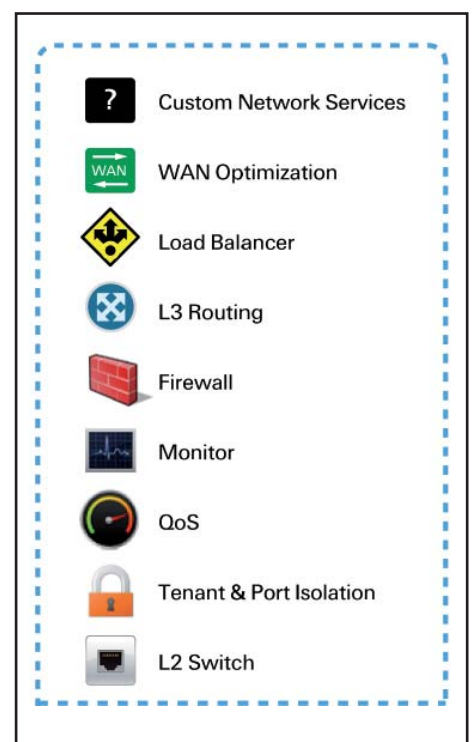 ?
Custom Network Services
WAN
WAN Optimization
Load Balancer
L3 Routing
Firewall
Monitor
QoS
Tenant & Port Isolation
L2 Switch